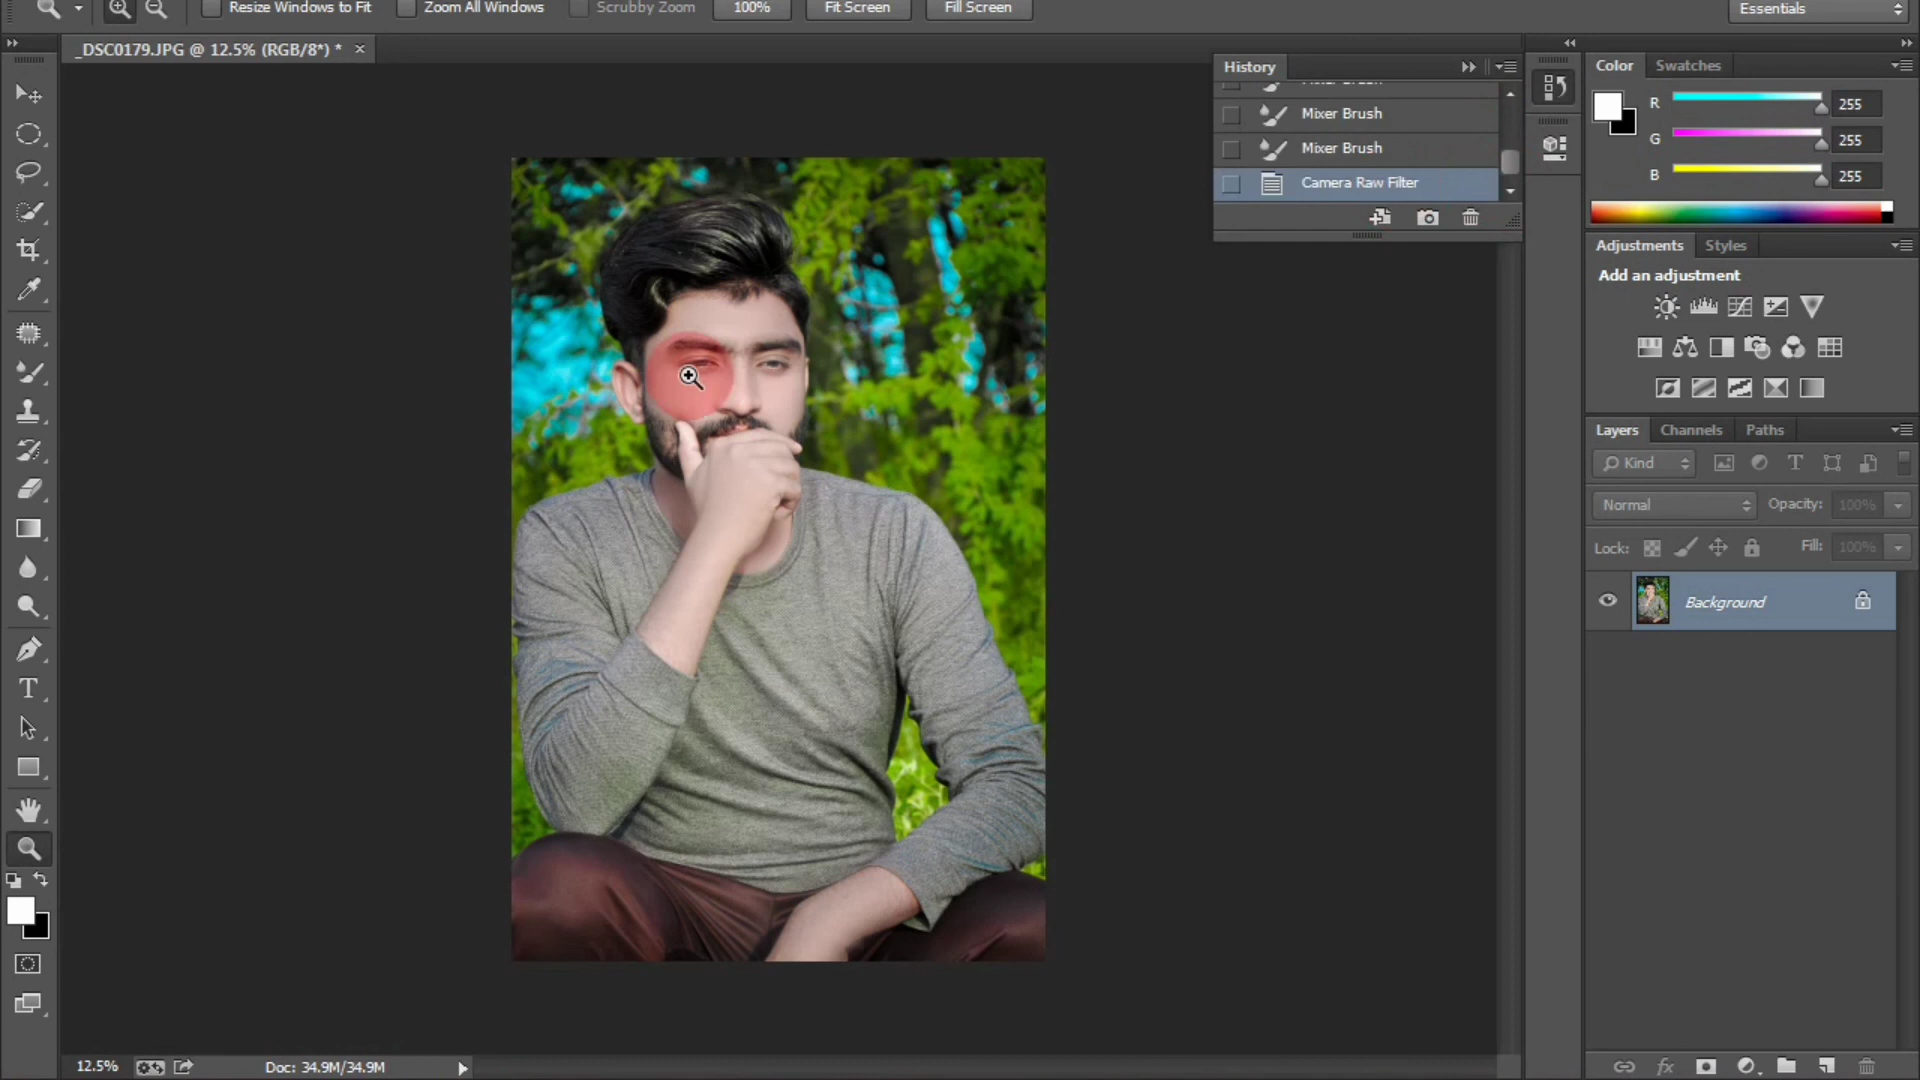 Resize Windows to Fit Zoom All Windows Scrubby Zoom 100% Fit Screen Fill Screen Essentials
_DSC0179.JPG @ 12.5% (RGB/8*) * ×
History
Mixer Brush
Mixer Brush
Mixer Brush
Camera Raw Filter
Color Swatches
R 255
G 255
B 255
Adjustments Styles
Add an adjustment
Layers Channels Paths
Kind T
Normal Opacity: 100%
Lock: Fill: 100%
Background
T
fx
12.5% Doc: 34.9M/34.9M